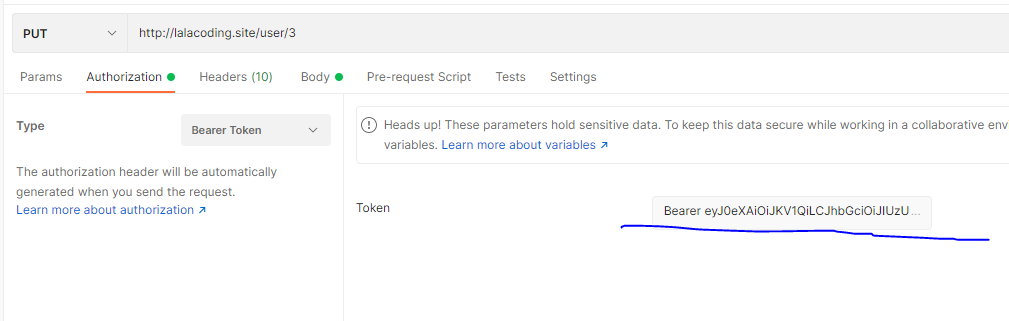 PUT http://lalacoding.site/user/3
Params Authorization Headers (10) Body Pre-request Script Tests Settings
Type Bearer Token
The authorization header will be automatically
generated when you send the request.
Learn more about authorization ↗
Heads up! These parameters hold sensitive data. To keep this data secure while working in a collaborative envi
variables. Learn more about variables ↗
Token Bearer eyJ0eXAiOiJKV1QiLCJhbGciOiJIUzU...